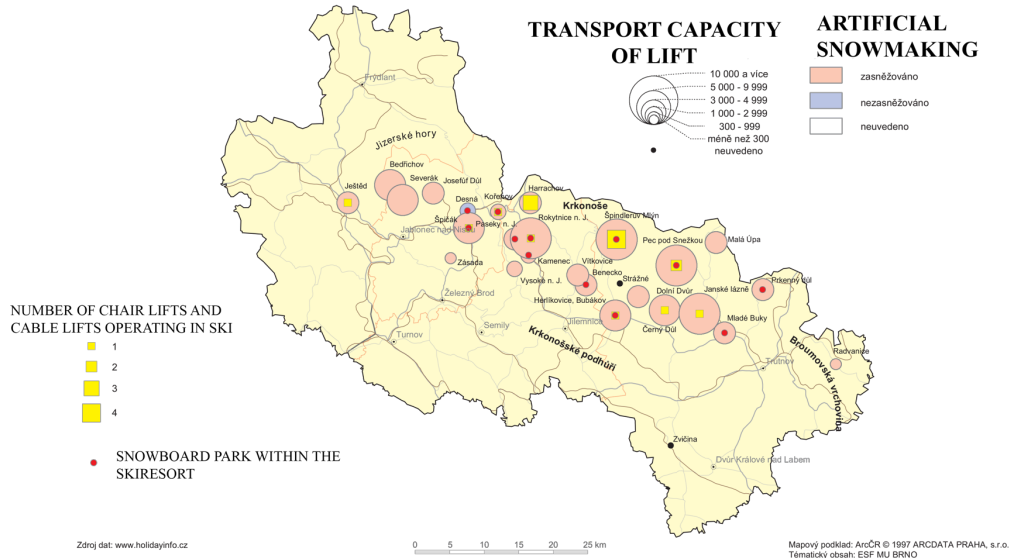 TRANSPORT CAPACITY
OF LIFT
10 000 a více
5 000 - 9 999
3 000 - 4 999
1 000 - 2 999
300 - 999
méně než 300
neuvedeno
ARTIFICIAL
SNOWMAKING
zasněžováno
nezasněžováno
neuvedeno
Frýdlant
Jizerské hory
Bedřichov
Severák
Josefůf Důl
Ještěd
Desná
Kořenov
Harrachov
Krkonoše
Špičák
Paseky n. J.
Rokytnice n. J.
Špindlerův Mlýn
Jablonec nad Nisou
Pec pod Snežkou
Malá Úpa
Zásada
Kamenec
Vítkovice
Vysoké n. J.
Benecko
Strážné
Prkenný důl
Železný Brod
Herlíkovice, Bubákov
Dolní Dvůr
Janské lázně
Mladé Buky
Černý Důl
Turnov
Semily
Jilemnice
Krkonošské podhůří
Trutnov
Broumovská vrchovina
Radvanice
Zvičina
Dvůr Králové nad Labem
NUMBER OF CHAIR LIFTS AND
CABLE LIFTS OPERATING IN SKI
1
2
3
4
SNOWBOARD PARK WITHIN THE
SKIRESORT
Zdroj dat: www.holidayinfo.cz
0 5 10 15 20 25 km
Mapový podklad: ArcČR © 1997 ARCDATA PRAHA, s.r.o.
Tématický obsah: ESF MU BRNO